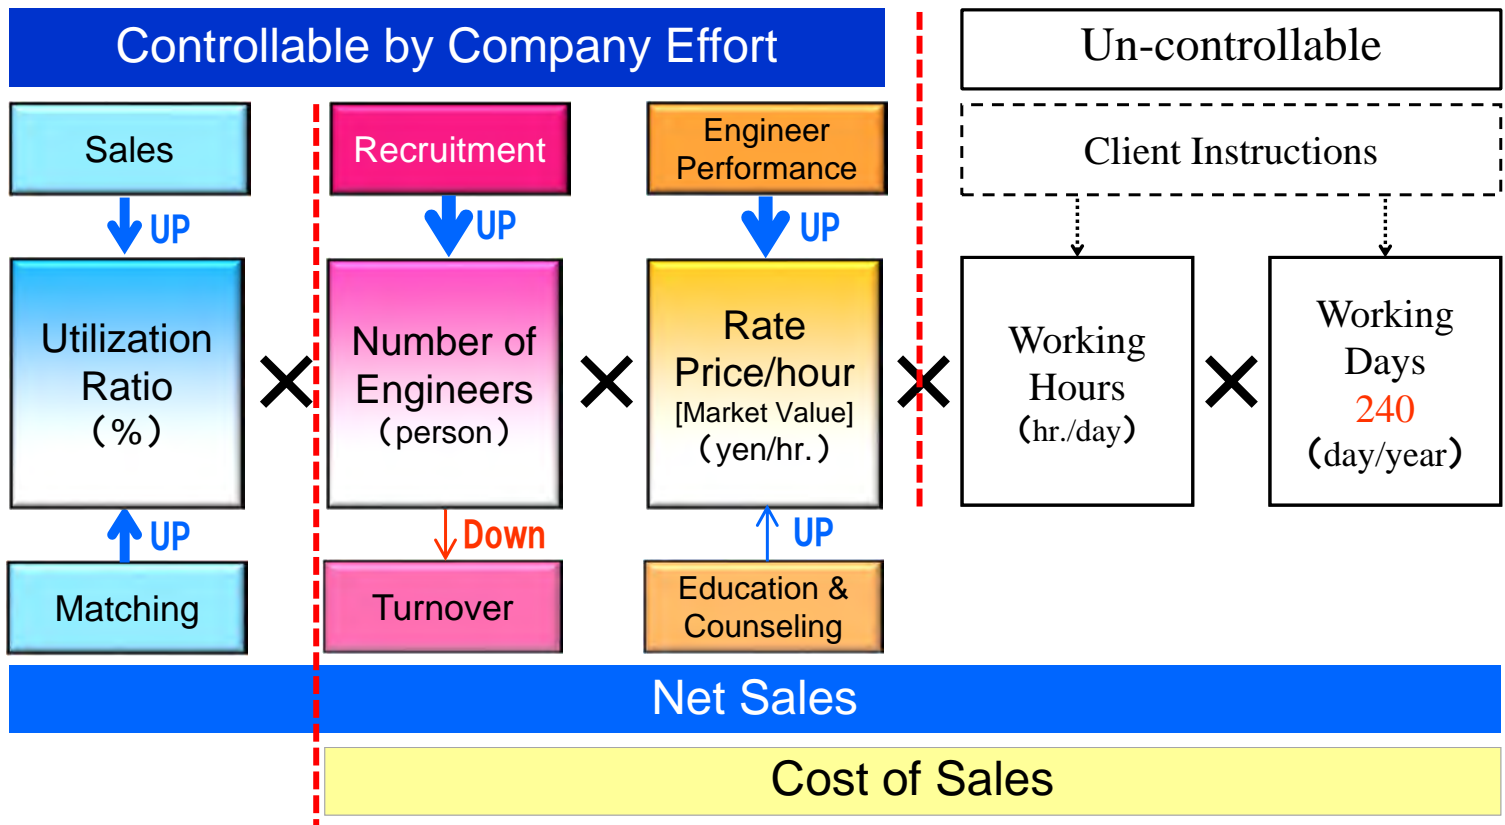 Controllable by Company Effort
Un-controllable
Sales
Recruitment
Engineer
Performance
Client Instructions
UP
UP
UP
Utilization
Ratio
（%）
×
Number of
Engineers
（person）
×
Rate
Price/hour
[Market Value]
（yen/hr.）
×
Working
Hours
（hr./day）
×
Working
Days
240
（day/year）
UP
Down
UP
Matching
Turnover
Education &
Counseling
Net Sales
Cost of Sales